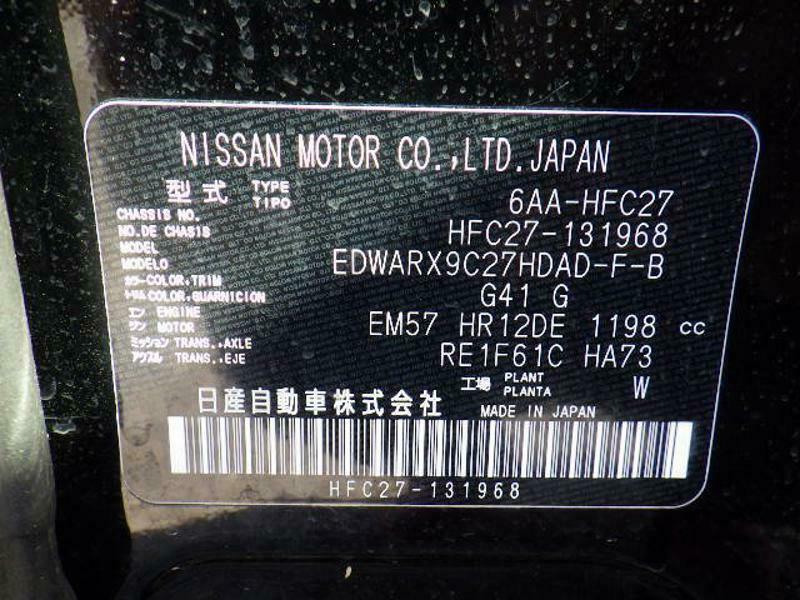 NISSAN MOTOR CO.,LTD.JAPAN
型式 TYPE TIPO 6AA-HFC27
CHASSIS NO. NO.DE CHASIS HFC27-131968
MODEL MODELO EDWARX9C27HDAD-F-B
カラー COLOR,TRIM トリム COLOR,GUARNICION G41 G
エンジン ENGINE MOTOR EM57 HR12DE 1198 cc
ミッション TRANS.,AXLE アクスル TRANS.,EJE RE1F61C HA73
工場 PLANT PLANTA W
日産自動車株式会社 MADE IN JAPAN
HFC27-131968